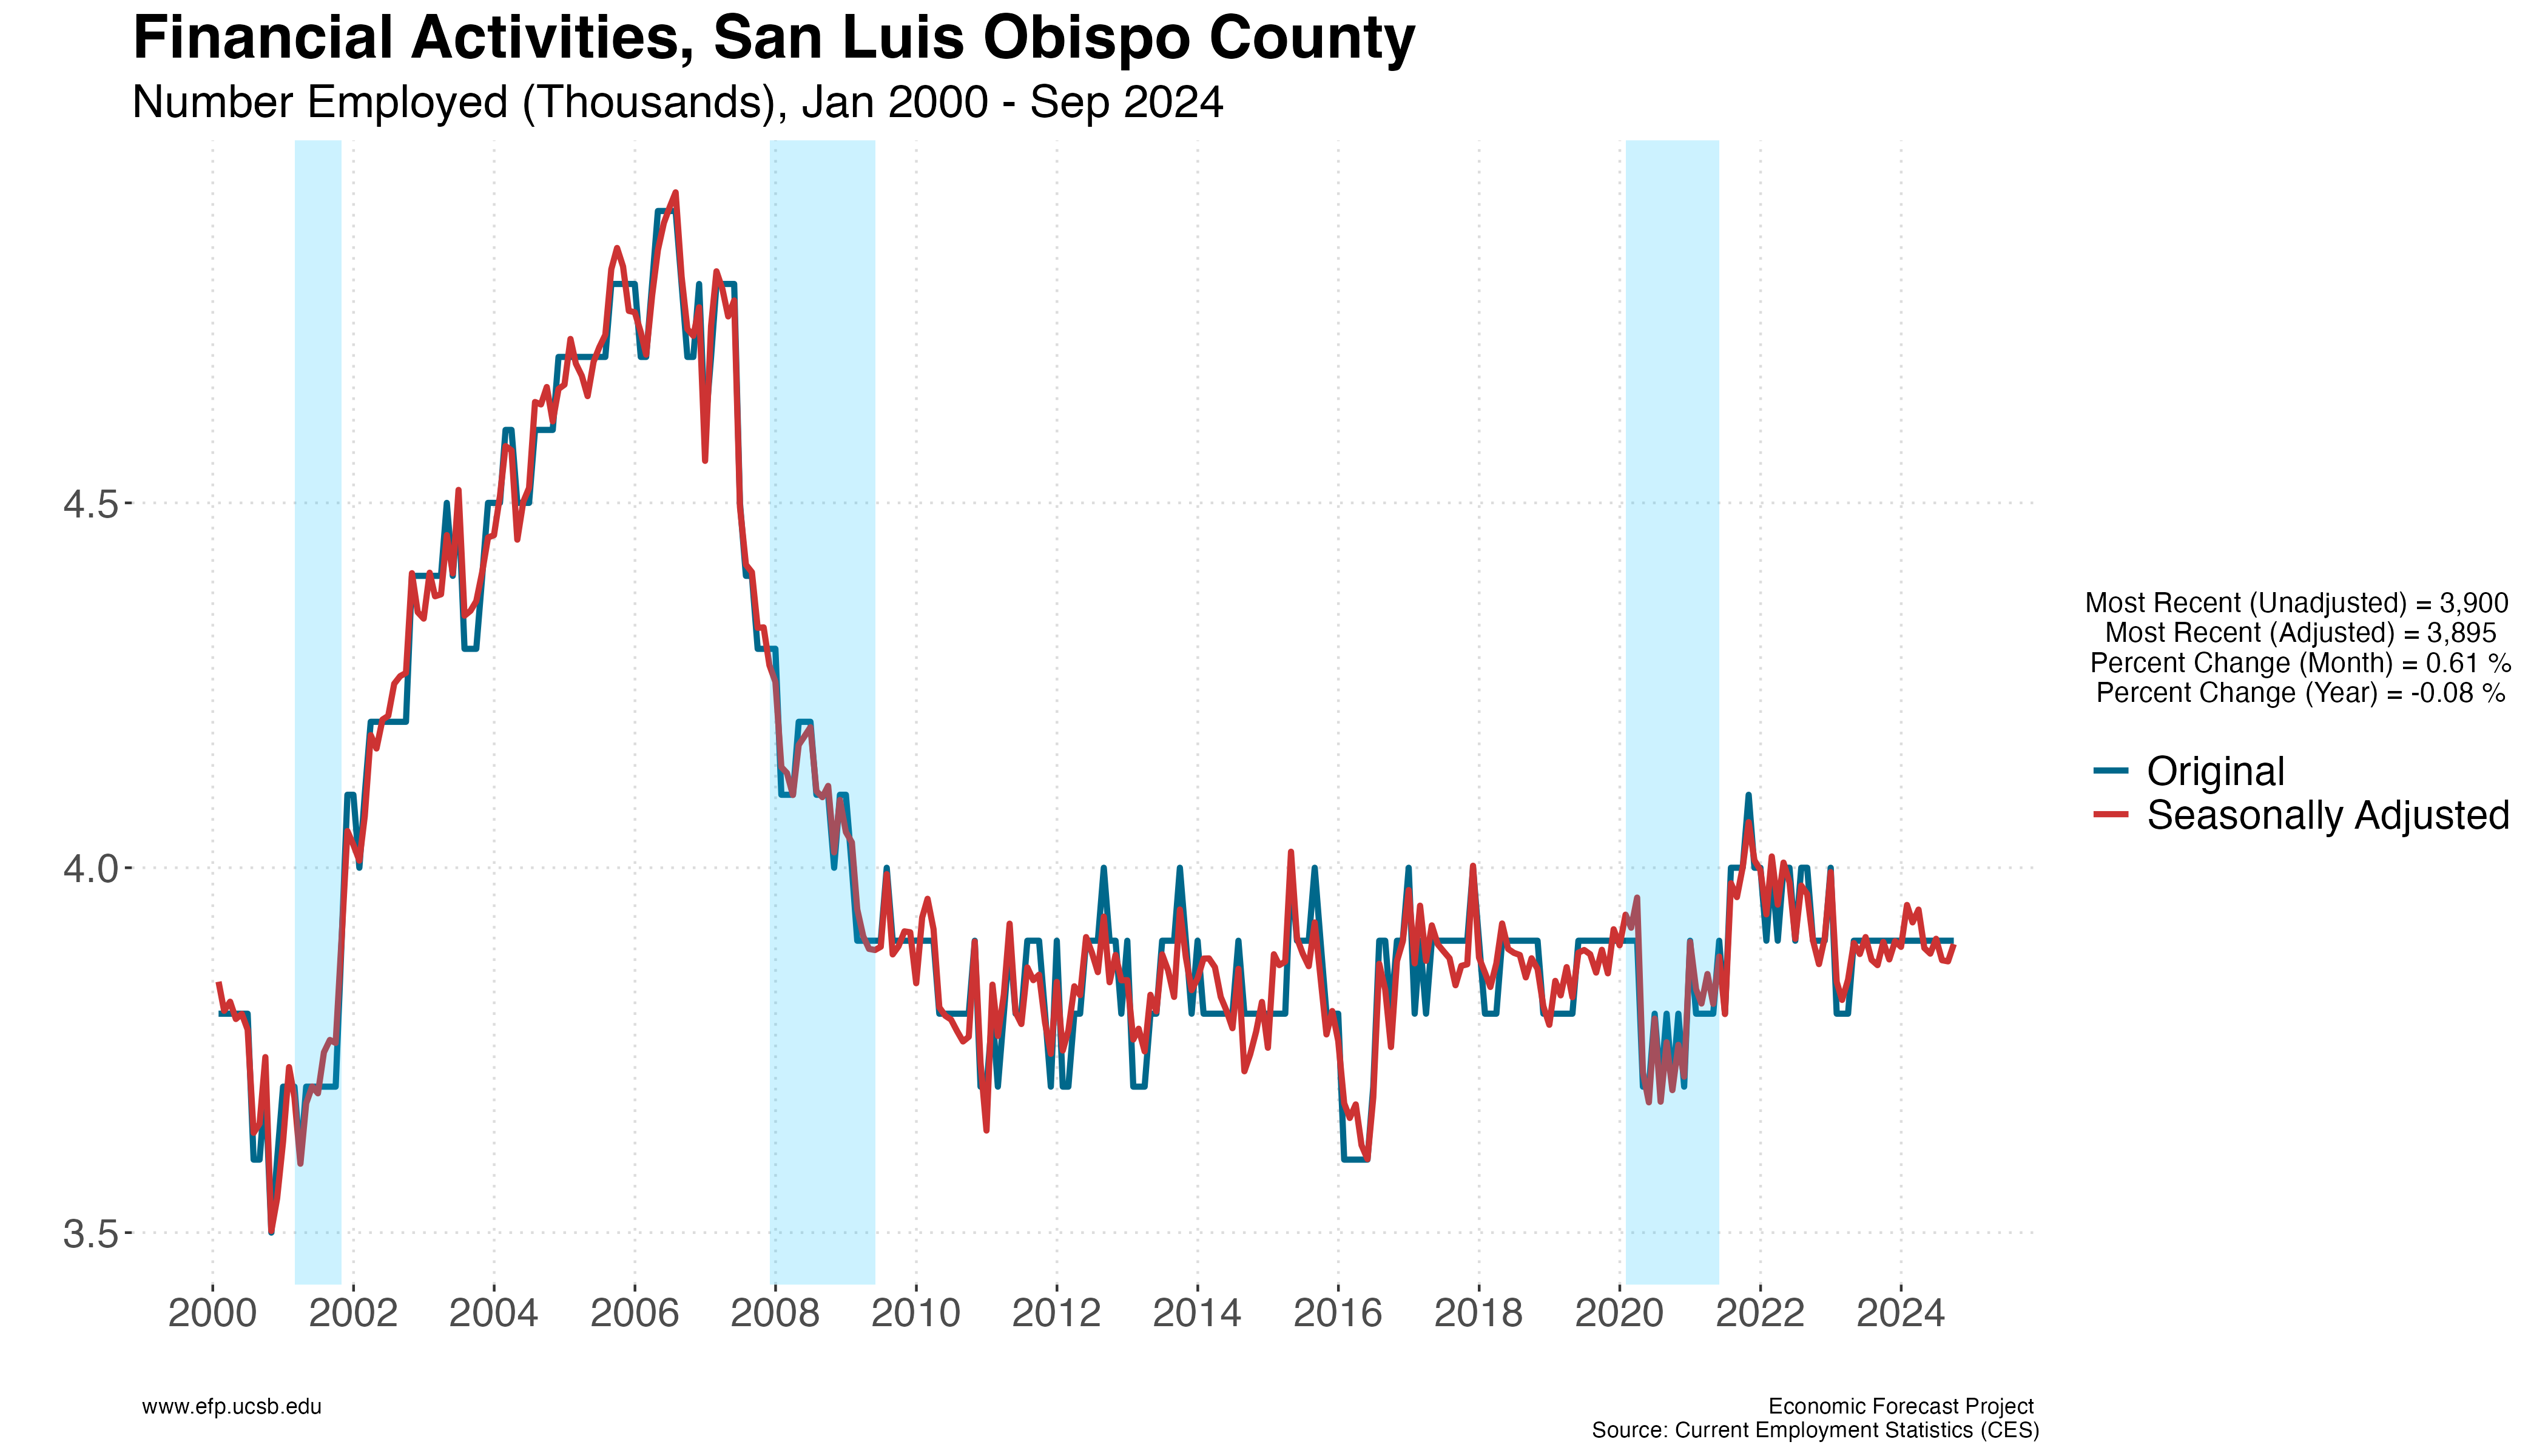 Financial Activities, San Luis Obispo County
Number Employed (Thousands), Jan 2000 - Sep 2024
4.5
4.0
3.5
2000 2002 2004 2006 2008 2010 2012 2014 2016 2018 2020 2022 2024
Most Recent (Unadjusted) = 3,900
Most Recent (Adjusted) = 3,895
Percent Change (Month) = 0.61 %
Percent Change (Year) = -0.08 %
Original
Seasonally Adjusted
www.efp.ucsb.edu
Economic Forecast Project
Source: Current Employment Statistics (CES)